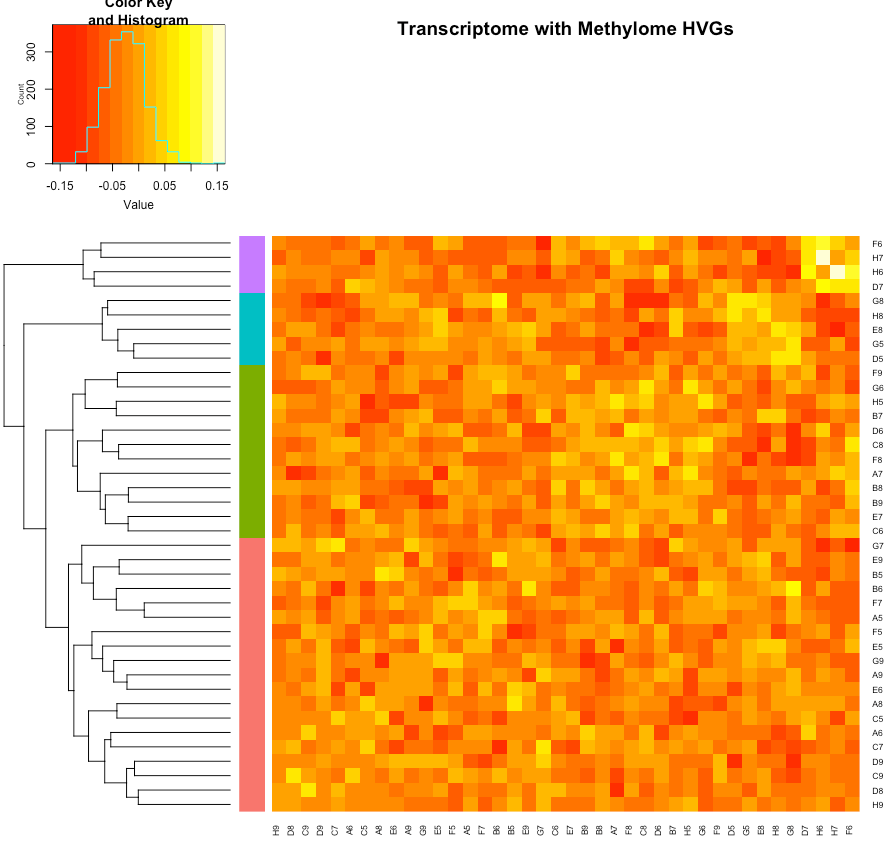 Color Key
and Histogram
Transcriptome with Methylome HVGs
Count
0 100 200 300
-0.15 -0.05 0.05 0.15
Value
F6
H7
H6
D7
G8
H8
E8
G5
D5
F9
G6
H5
B7
D6
C8
F8
A7
B8
B9
E7
C6
G7
E9
B5
B6
F7
A5
F5
E5
G9
A9
E6
A8
C5
A6
C7
D9
C9
D8
H9
H9 D8 C9 D9 C7 A6 C5 A8 E6 A9 G9 E5 F5 A5 F7 B6 B5 E9 G7 C6 E7 B9 B8 A7 F8 C8 D6 B7 H5 G6 F9 D5 G5 E8 H8 G8 D7 H6 H7 F6